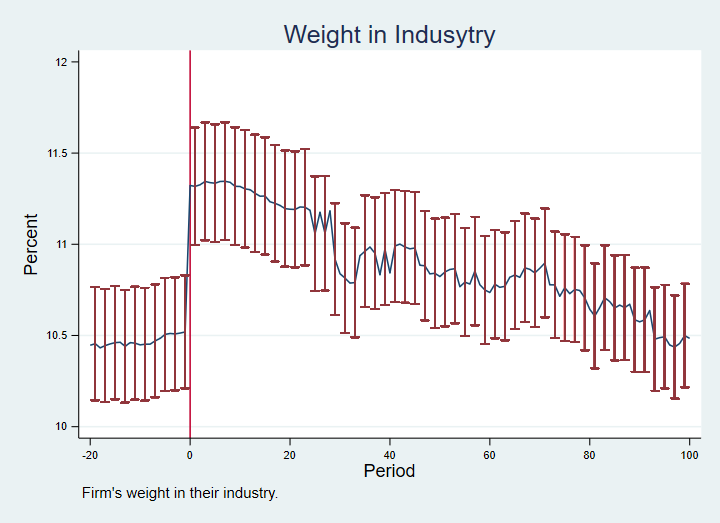 Weight in Indusytry
Percent
12
11.5
11
10.5
10
-20 0 20 40 60 80 100
Period
Firm's weight in their industry.